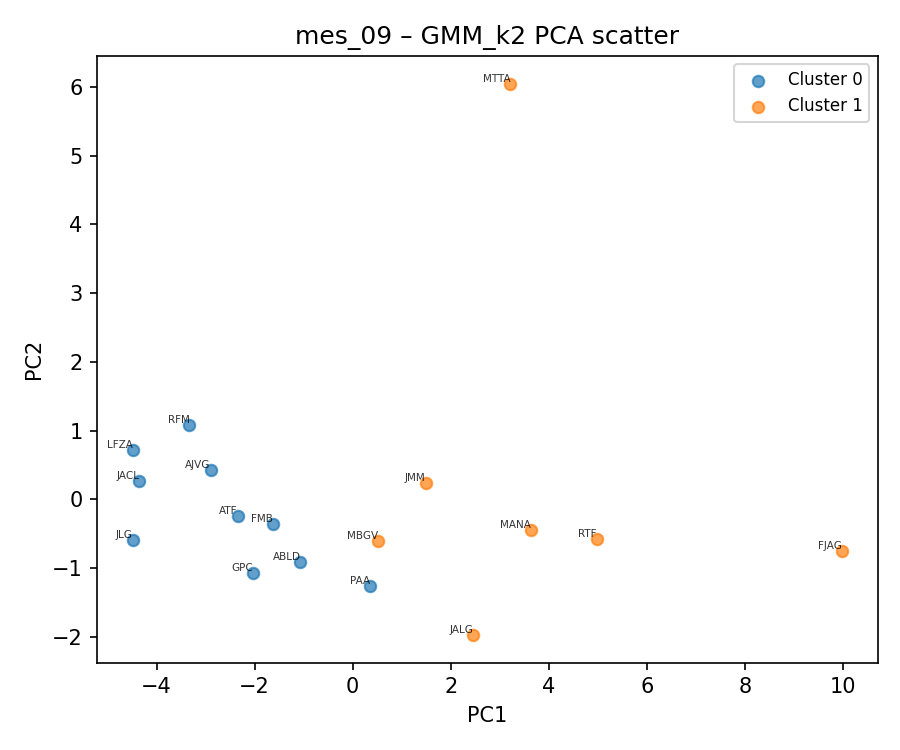 mes_09 – GMM_k2 PCA scatter
Cluster 0
Cluster 1
PC2
6
5
4
3
2
1
0
−1
−2
MTTA
RFM
LFZA
AJVG
JACL
JMM
ATF
FMB
MANA
RTF
JLG
MBGV
FJAG
ABLD
GPC
PAA
JALG
−4
−2
0
2
4
6
8
10
PC1